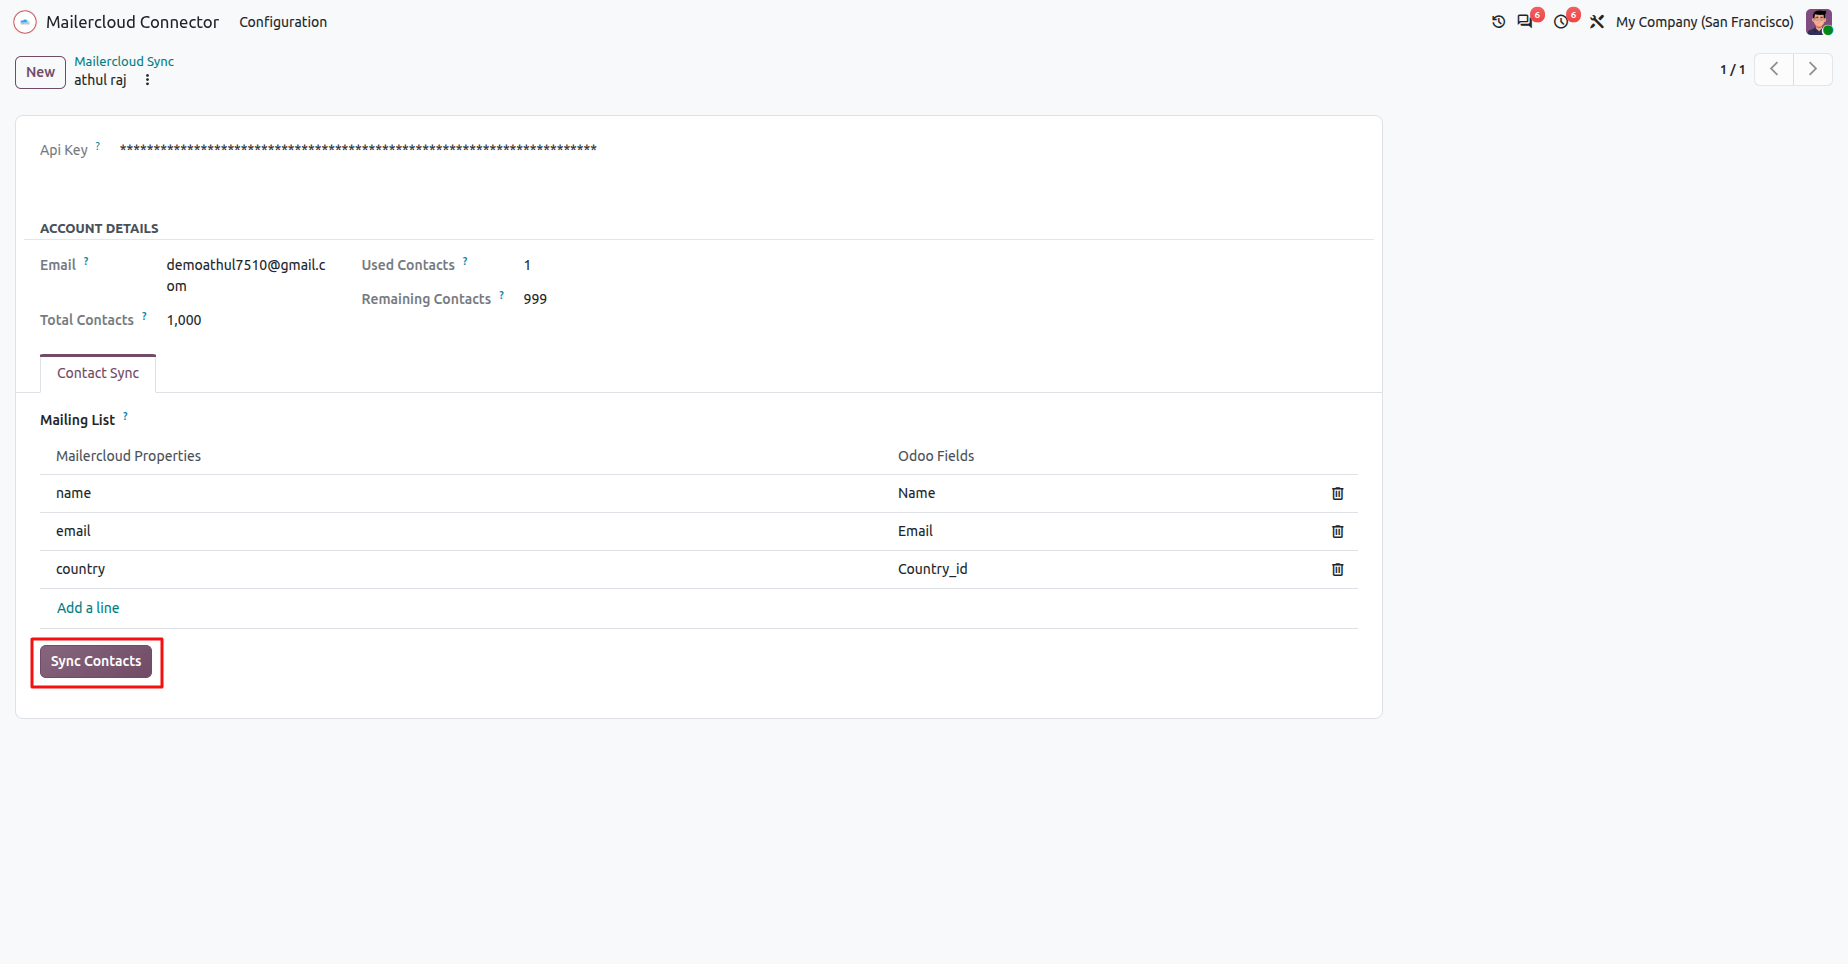 Mailercloud Connector Configuration 6 6 My Company (San Francisco)
New Mailercloud Sync
athul raj
1 / 1
Api Key ? ***********************************************************************
ACCOUNT DETAILS
Email ? demoathul7510@gmail.c
om
Used Contacts ? 1
Remaining Contacts ? 999
Total Contacts ? 1,000
Contact Sync
Mailing List ?
Mailercloud Properties Odoo Fields
name Name
email Email
country Country_id
Add a line
Sync Contacts